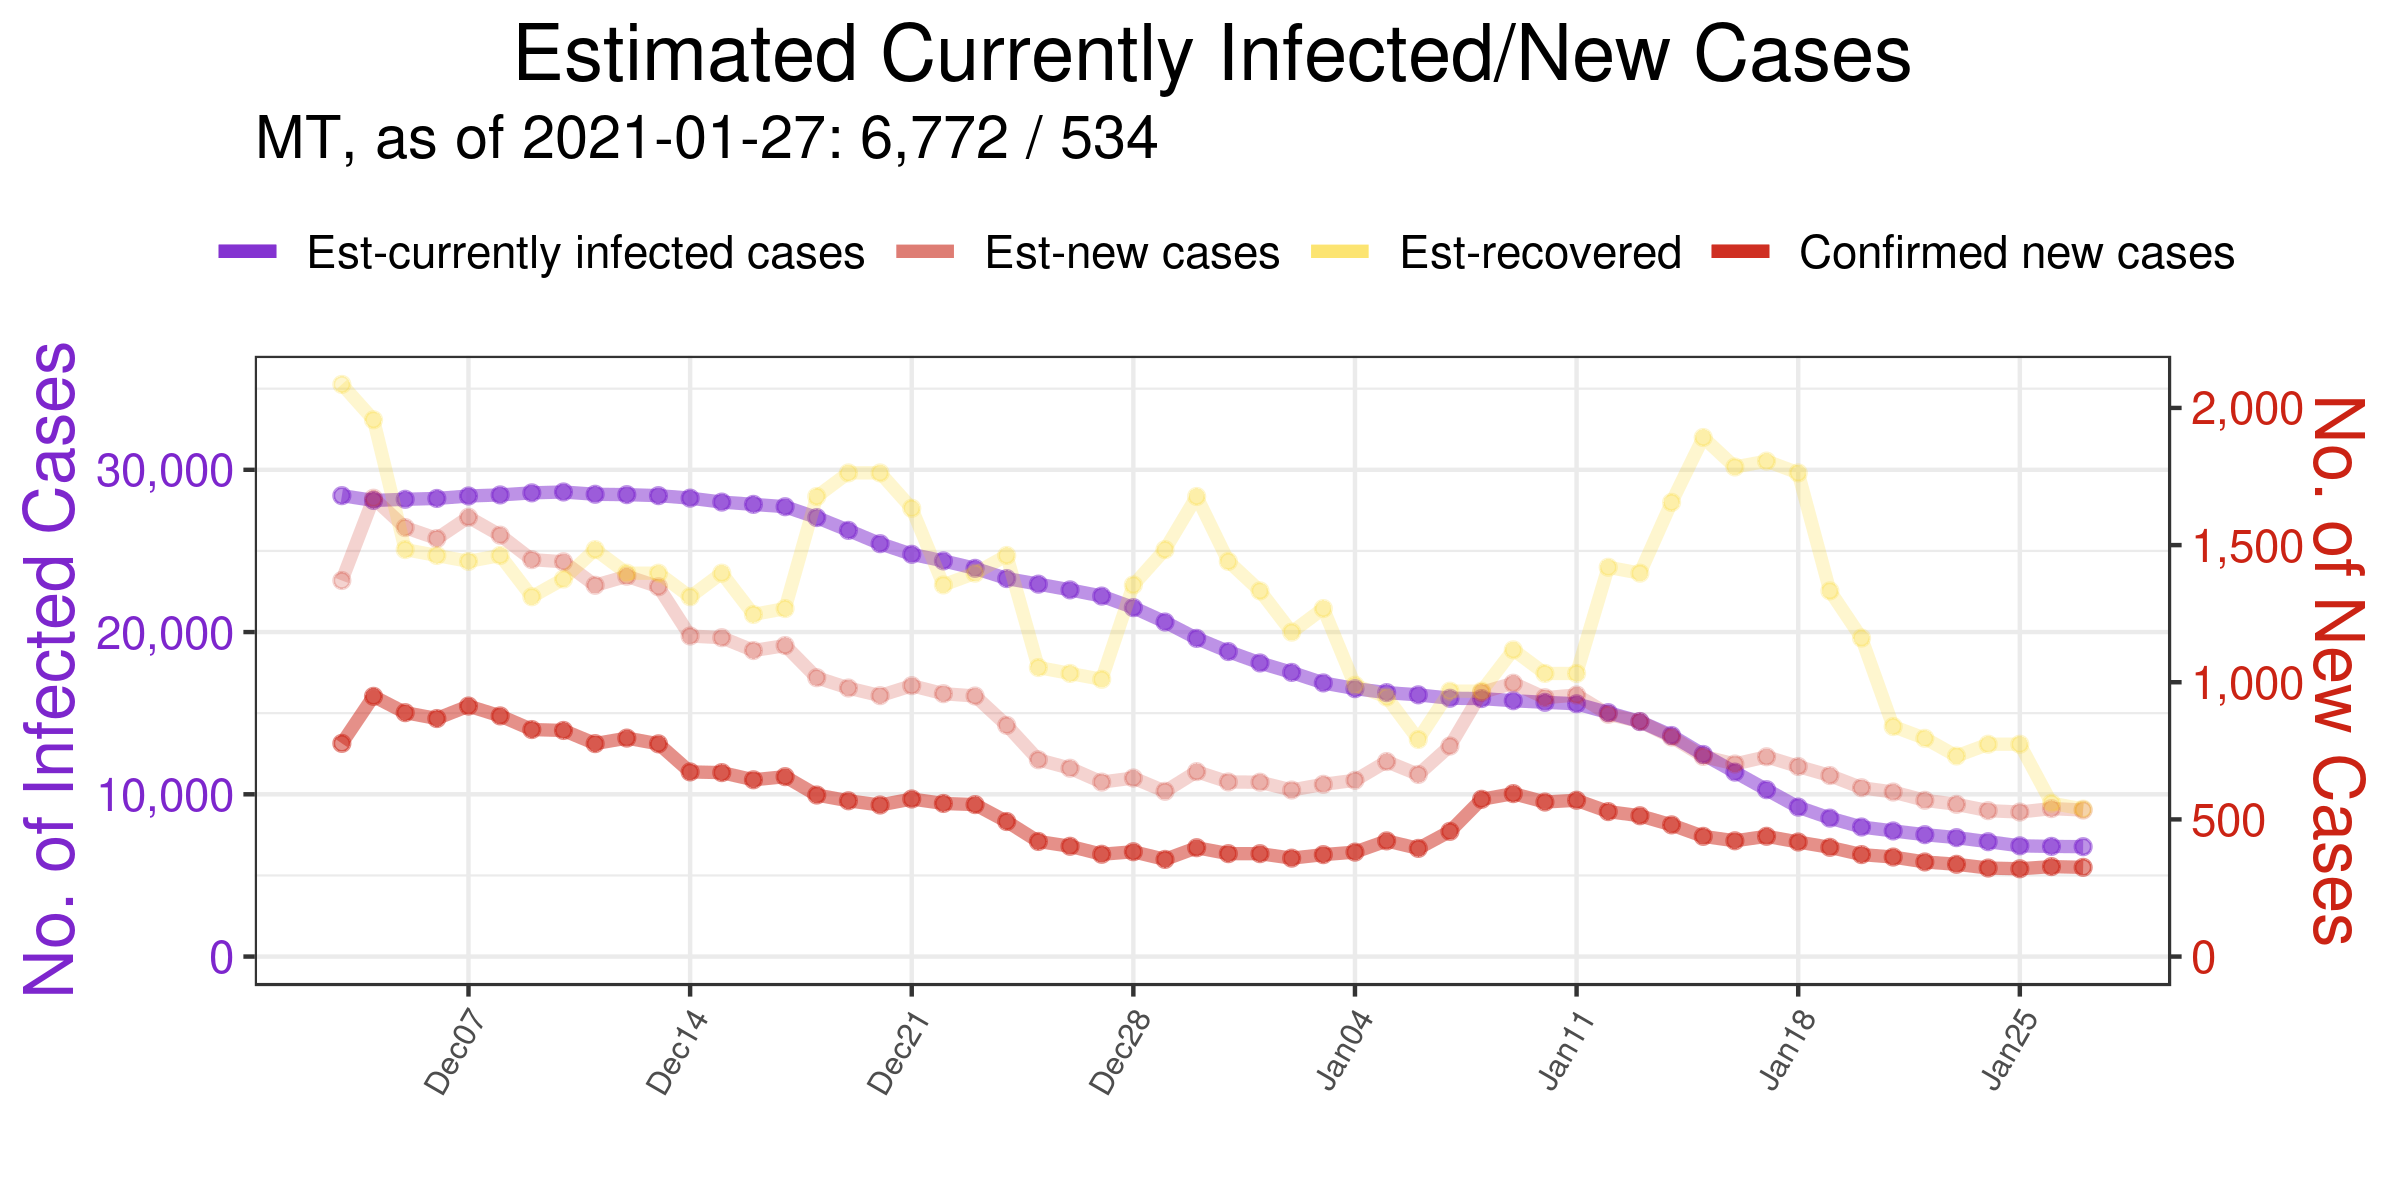 Estimated Currently Infected/New Cases
MT, as of 2021-01-27: 6,772 / 534
Est-currently infected cases Est-new cases Est-recovered Confirmed new cases
No. of Infected Cases
30,000
20,000
10,000
0
2,000
1,500
1,000
500
0
No. of New Cases
Dec07 Dec14 Dec21 Dec28 Jan04 Jan11 Jan18 Jan25